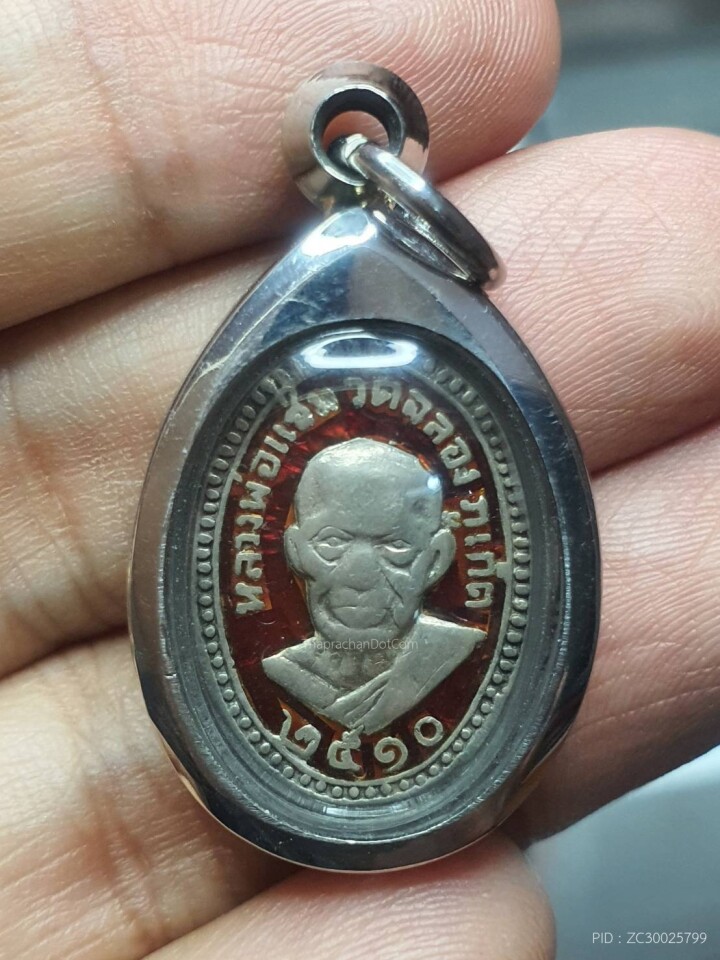 หลวงพ่อแช่ม วัดฉลอง ภูเก็ต
๒๕๑๐
ThaprachanDotCom
PID : ZC30025799